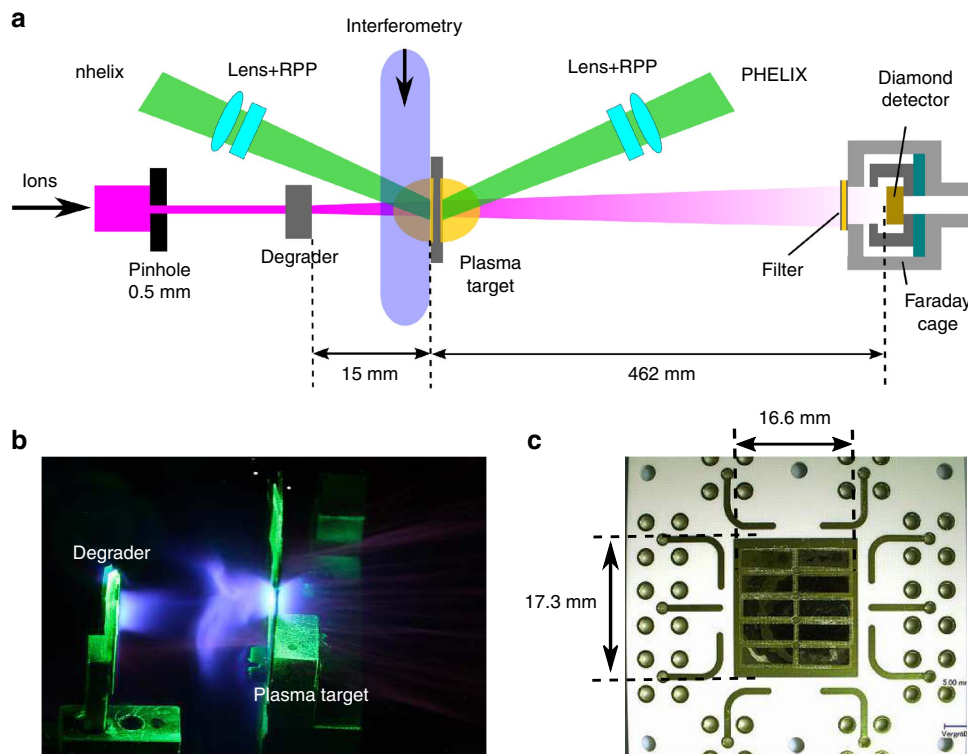 a
Interferometry
nhelix
Lens+RPP
Lens+RPP
PHELIX
Diamond
detector
Ions
Pinhole
0.5 mm
Degrader
Plasma
target
Filter
Faraday
cage
15 mm
462 mm
b
Degrader
Plasma target
c
16.6 mm
17.3 mm
5.00 mm